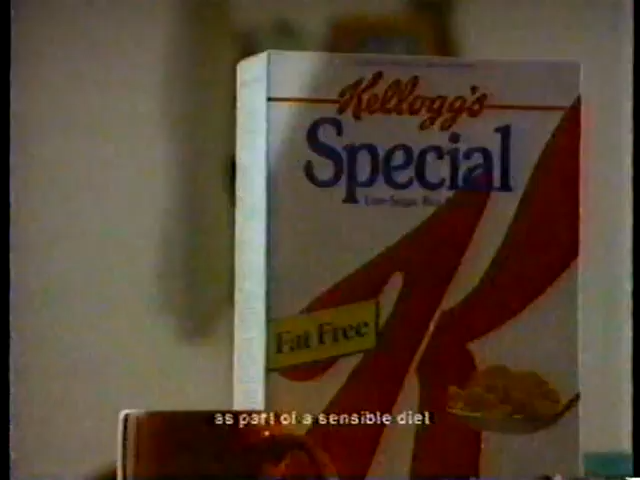 Kellogg's
Special
K
Fat Free
as part of a sensible diet